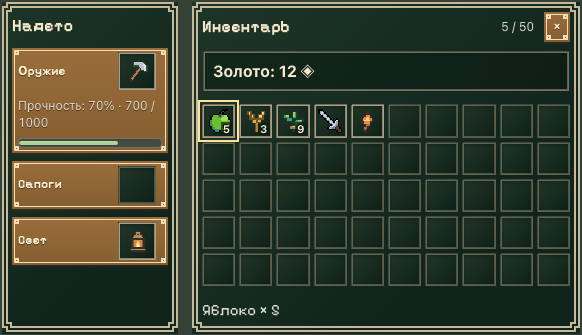 Надето
Оружие
Прочность: 70% · 700 /
1000
Сапоги
Свет
Инвентарь
5 / 50
×
Золото: 12 ◈
5
3
9
Яблоко × 5